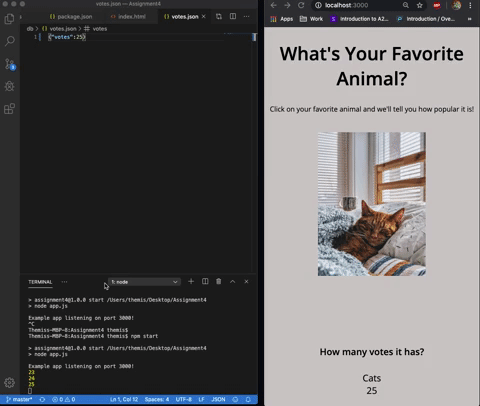 votes.json — Assignment4
package.json
index.html
votes.json
db > votes.json > votes
1 {"votes":25}
TERMINAL
1: node
> assignment4@1.0.0 start /Users/themis/Desktop/Assignment4
> node app.js
Example app listening on port 3000!
^C
Themiss-MBP-8:Assignment4 themis$
Themiss-MBP-8:Assignment4 themis$ npm start
> assignment4@1.0.0 start /Users/themis/Desktop/Assignment4
> node app.js
Example app listening on port 3000!
23
24
25
master*
0 0
Ln 1, Col 12
Spaces: 4
UTF-8
LF
JSON
localhost:3000
Apps
Work
Introduction to A2...
Introduction / Ove...
What's Your Favorite
Animal?
Click on your favorite animal and we'll tell you how popular it is!
How many votes it has?
Cats
25